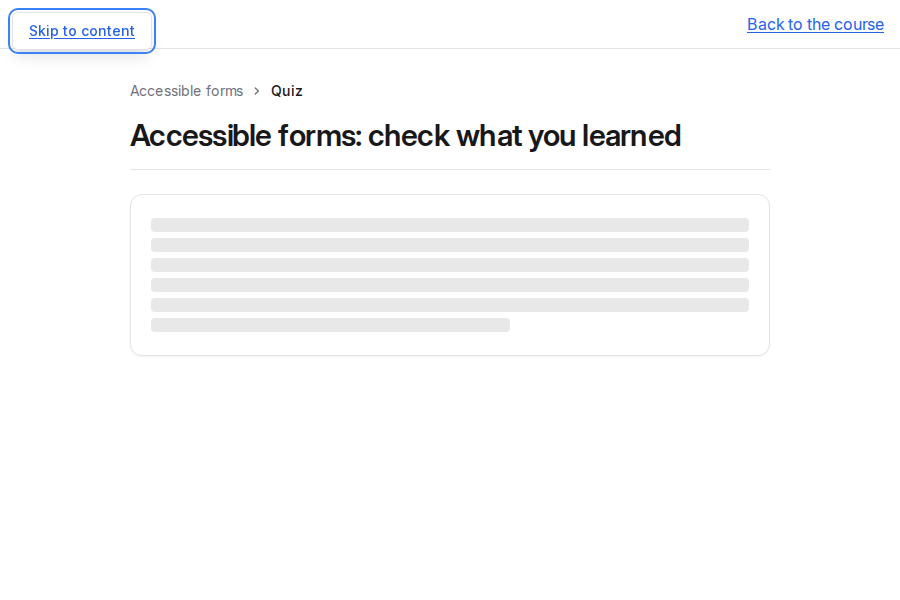 Skip to content
Back to the course
Accessible forms > Quiz
Accessible forms: check what you learned